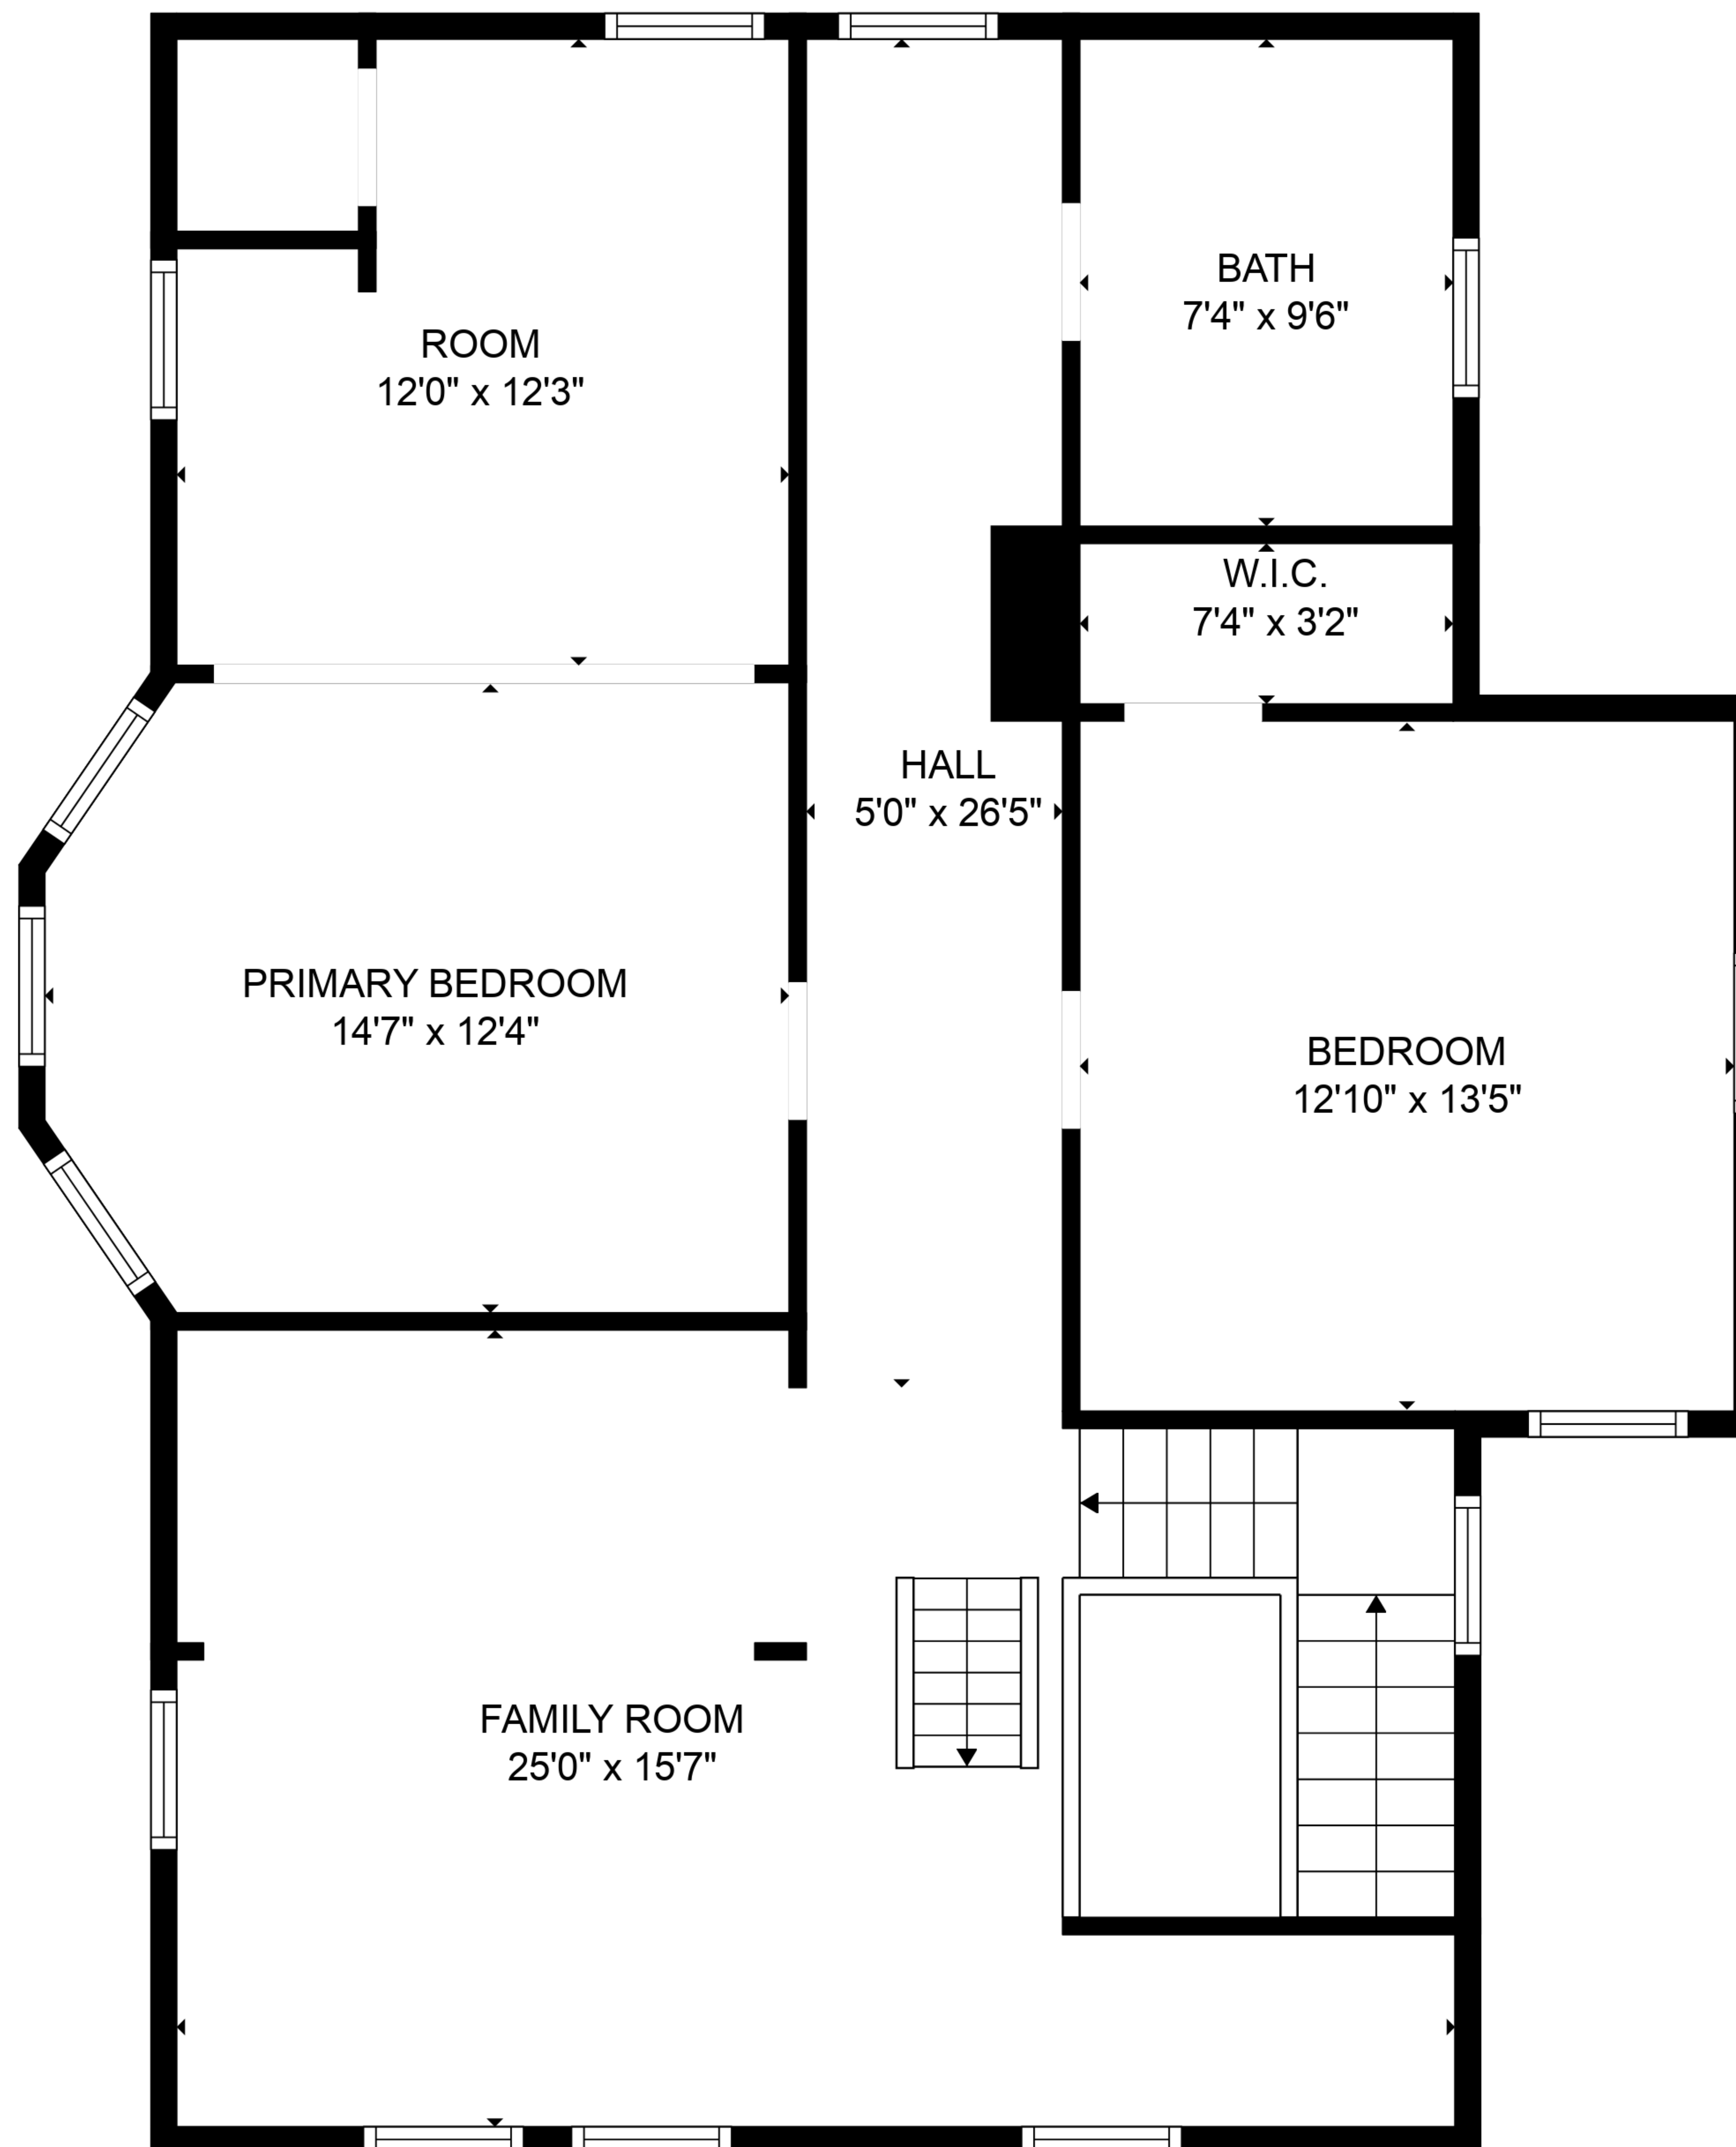 BATH
7'4" x 9'6"
ROOM
12'0" x 12'3"
W.I.C.
7'4" x 3'2"
HALL
5'0" x 26'5"
PRIMARY BEDROOM
14'7" x 12'4"
BEDROOM
12'10" x 13'5"
FAMILY ROOM
25'0" x 15'7"